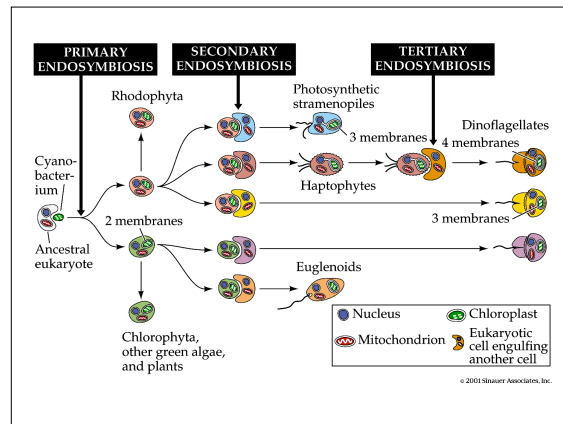 PRIMARY
ENDOSYMBIOSIS
SECONDARY
ENDOSYMBIOSIS
TERTIARY
ENDOSYMBIOSIS
Rhodophyta
Photosynthetic
stramenopiles
3 membranes
Dinoflagellates
4 membranes
Cyano-
bacter-
ium
Haptophytes
2 membranes
3 membranes
Ancestral
eukaryote
Euglenoids
Chlorophyta,
other green algae,
and plants
Nucleus
Chloroplast
Mitochondrion
Eukaryotic
cell engulfing
another cell
© 2001 Sinauer Associates, Inc.